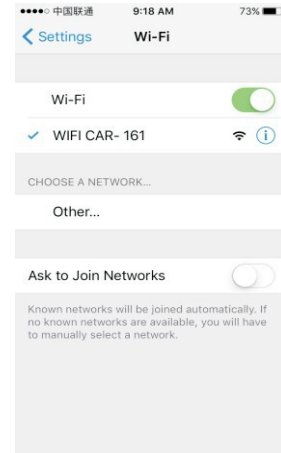 中国联通 9:18 AM 73%
Settings Wi-Fi
Wi-Fi
WIFI CAR- 161
CHOOSE A NETWORK...
Other...
Ask to Join Networks
Known networks will be joined automatically. If
no known networks are available, you will have
to manually select a network.